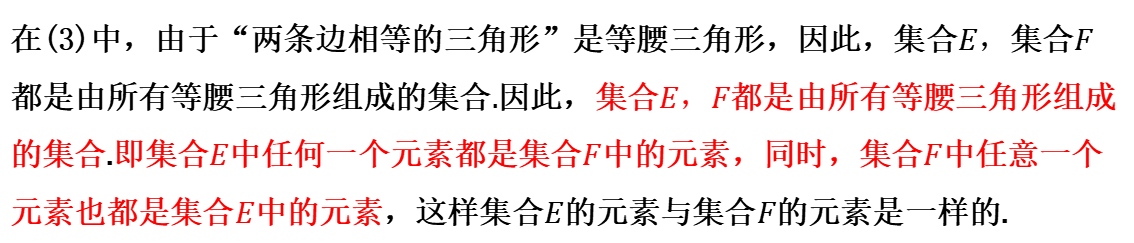 在(3)中，由于“两条边相等的三角形”是等腰三角形，因此，集合E，集合F
都是由所有等腰三角形组成的集合.因此，集合E，F都是由所有等腰三角形组成
的集合.即集合E中任何一个元素都是集合F中的元素，同时，集合F中任意一个
元素也都是集合E中的元素，这样集合E的元素与集合F的元素是一样的.